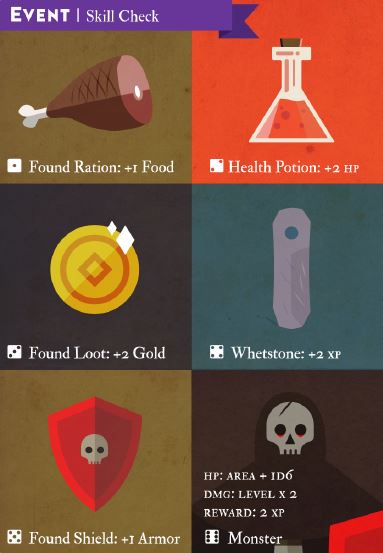 EVENT | Skill Check
Found Ration: +1 Food
Health Potion: +2 HP
Found Loot: +2 Gold
Whetstone: +2 XP
Found Shield: +1 Armor
HP: AREA + 1D6
DMG: LEVEL X 2
REWARD: 2 XP
Monster